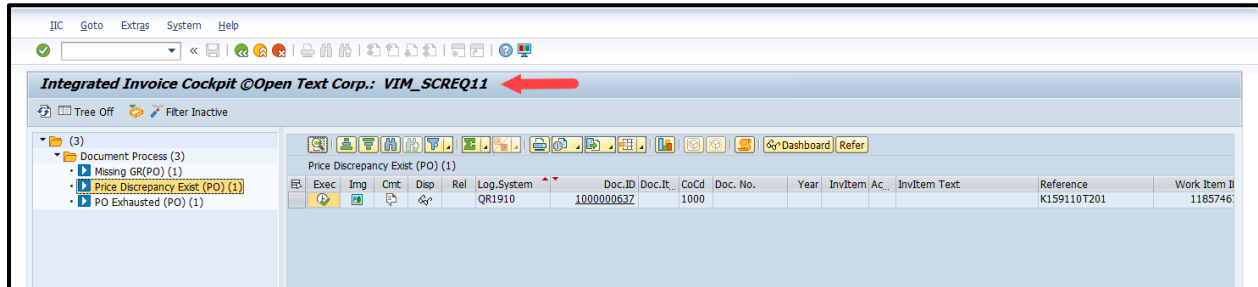 IIC Goto Extras System Help
Integrated Invoice Cockpit ©Open Text Corp.: VIM_SCREQ11
Tree Off Filter Inactive
(3)
Document Process (3)
Missing GR(PO) (1)
Price Discrepancy Exist (PO) (1)
PO Exhausted (PO) (1)
Dashboard Refer
Price Discrepancy Exist (PO) (1)
Exec Img Cmt Disp Rel Log.System Doc.ID Doc.It.. CoCd Doc. No. Year InvItem Ac.. InvItem Text Reference Work Item I
QR1910 1000000637 1000 K159110T201 1185746